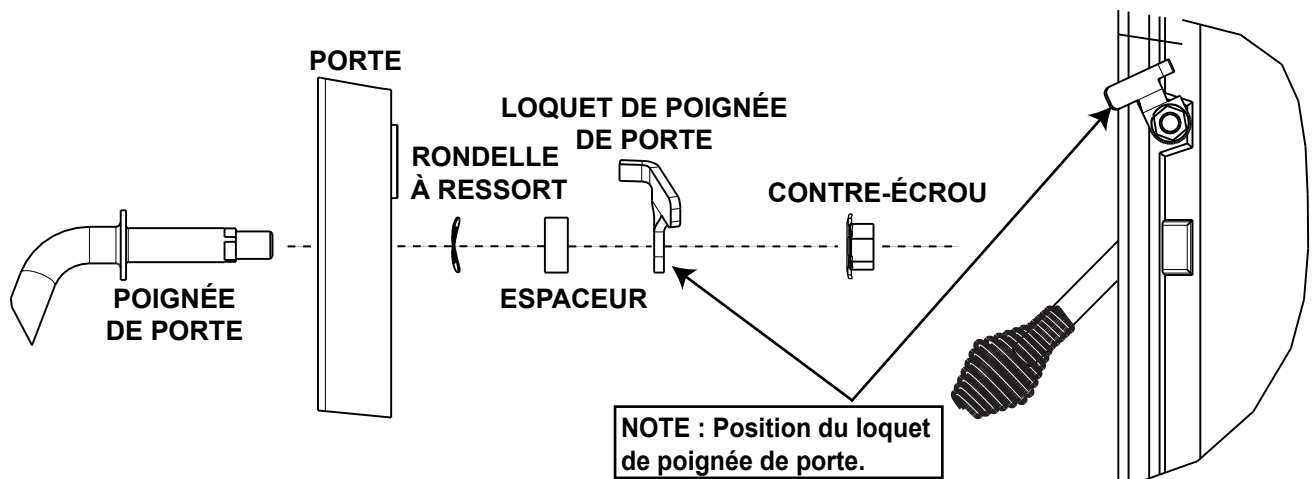 PORTE
LOQUET DE POIGNÉE
DE PORTE
RONDELLE
À RESSORT
CONTRE-ÉCROU
POIGNÉE
DE PORTE
ESPACEUR
NOTE : Position du loquet
de poignée de porte.